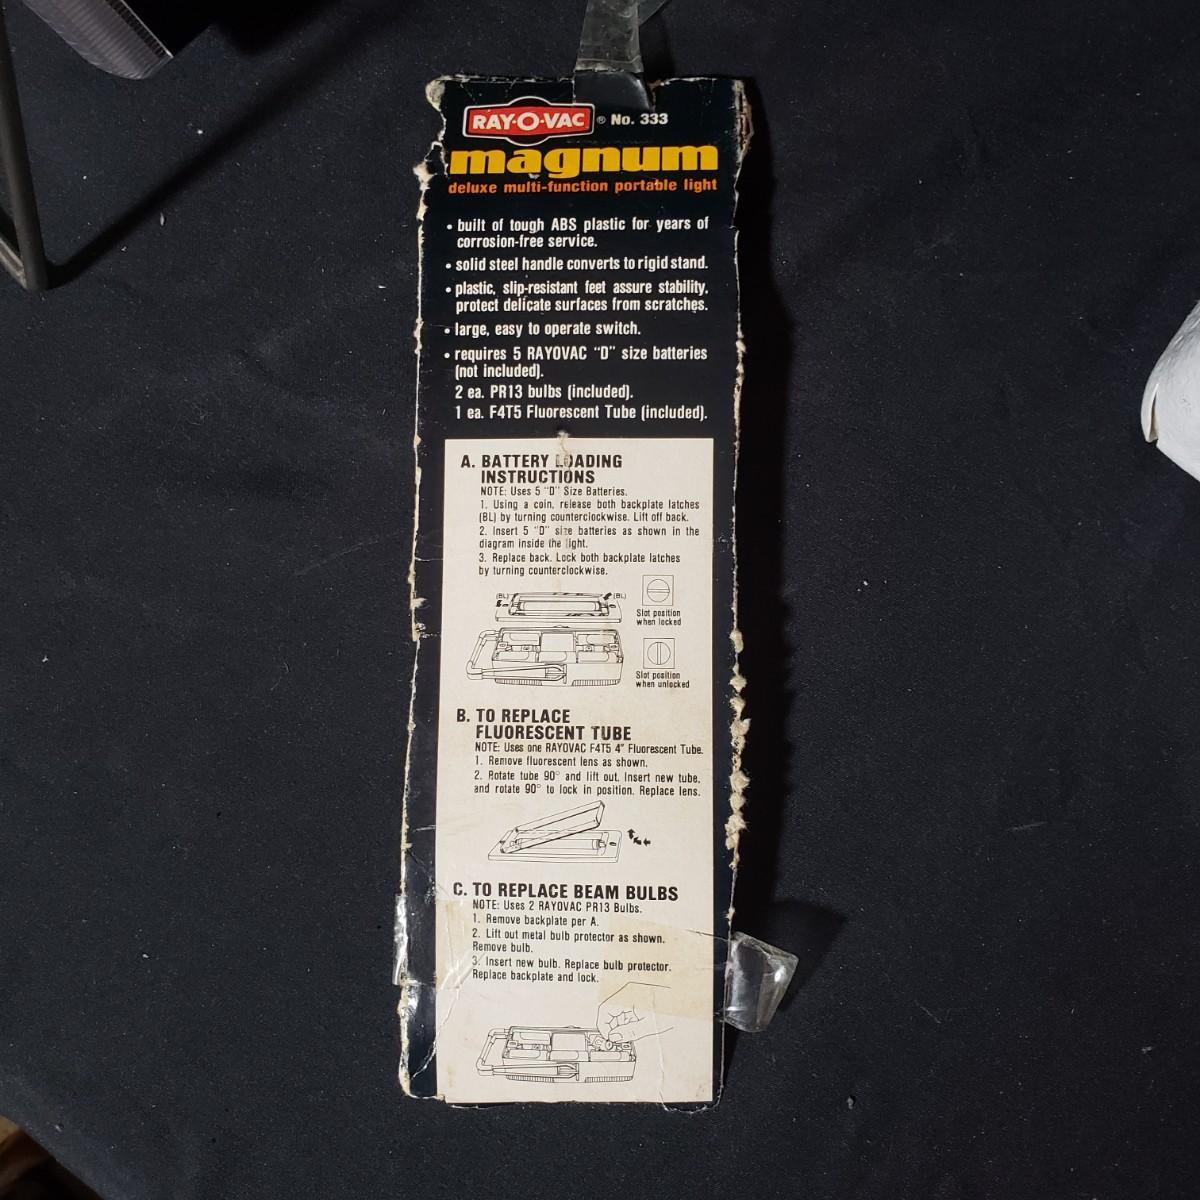 RAY-O-VAC ® No. 333
magnum
deluxe multi-function portable light
• built of tough ABS plastic for years of
corrosion-free service.
• solid steel handle converts to rigid stand.
• plastic, slip-resistant feet assure stability,
protect delicate surfaces from scratches.
• large, easy to operate switch.
• requires 5 RAYOVAC "D" size batteries
(not included).
2 ea. PR13 bulbs (included).
1 ea. F4T5 Fluorescent Tube (included).
A. BATTERY LOADING
INSTRUCTIONS
NOTE: Uses 5 "D" Size Batteries.
1. Using a coin, release both backplate latches
(BL) by turning counterclockwise. Lift off back.
2. Insert 5 "D" size batteries as shown in the
diagram inside the light.
3. Replace back. Lock both backplate latches
by turning counterclockwise.
(BL) (BL)
Slot position
when locked
Slot position
when unlocked
B. TO REPLACE
FLUORESCENT TUBE
NOTE: Uses one RAYOVAC F4T5 4" Fluorescent Tube.
1. Remove fluorescent lens as shown.
2. Rotate tube 90° and lift out. Insert new tube,
and rotate 90° to lock in position. Replace lens.
C. TO REPLACE BEAM BULBS
NOTE: Uses 2 RAYOVAC PR13 Bulbs.
1. Remove backplate per A.
2. Lift out metal bulb protector as shown.
Remove bulb.
3. Insert new bulb. Replace bulb protector.
Replace backplate and lock.